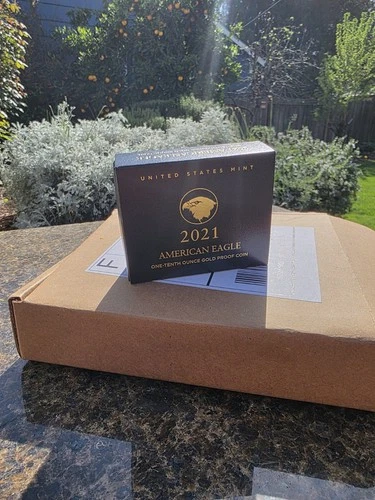 UNITED STATES MINT
2021
AMERICAN EAGLE
ONE-TENTH OUNCE GOLD PROOF COIN
F